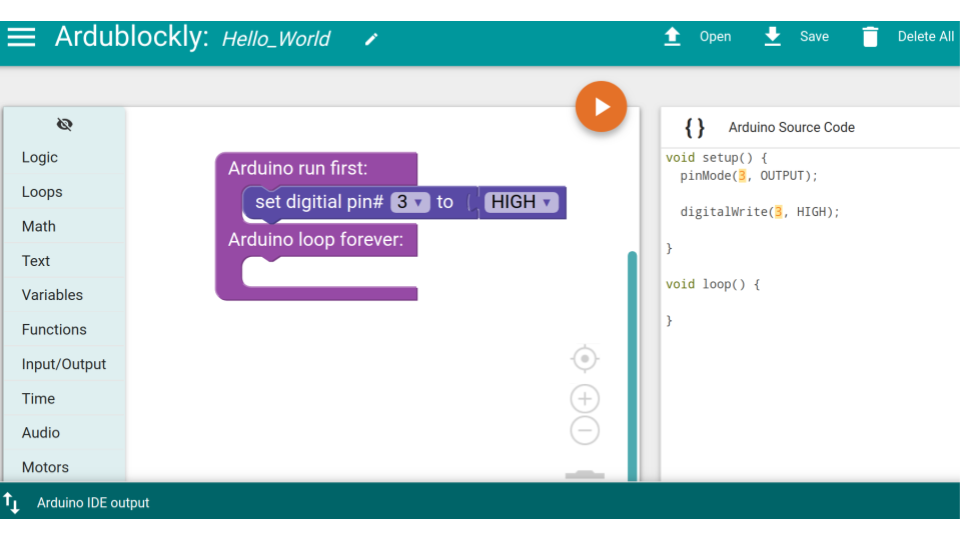 Ardublockly: Hello_World
Open
Save
Delete All
Logic
Loops
Math
Text
Variables
Functions
Input/Output
Time
Audio
Motors
Arduino run first:
set digitial pin# 3 to HIGH
Arduino loop forever:
{ } Arduino Source Code
void setup() {
pinMode(3, OUTPUT);
digitalWrite(3, HIGH);
}
void loop() {
}
Arduino IDE output